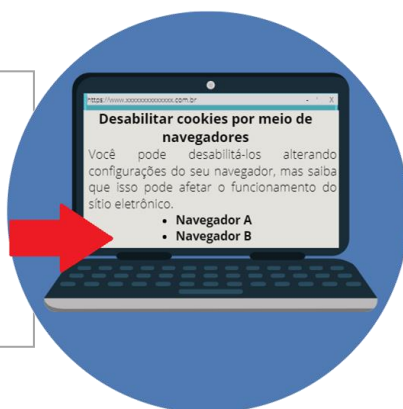 https://www.xxxxxxxxxxxxxx.com.br - ' X
Desabilitar cookies por meio de
navegadores
Você pode desabilitá-los alterando
configurações do seu navegador, mas saiba
que isso pode afetar o funcionamento do
sítio eletrônico.
• Navegador A
• Navegador B